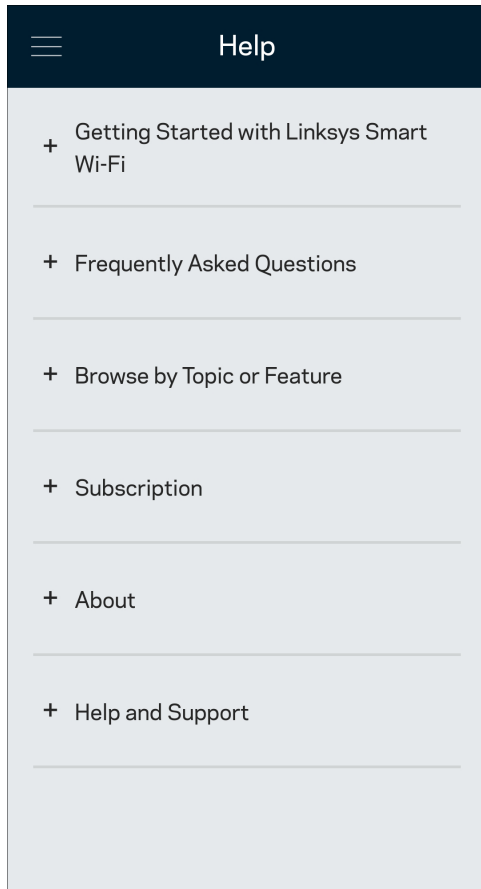 Help
+ Getting Started with Linksys Smart
Wi-Fi
+ Frequently Asked Questions
+ Browse by Topic or Feature
+ Subscription
+ About
+ Help and Support